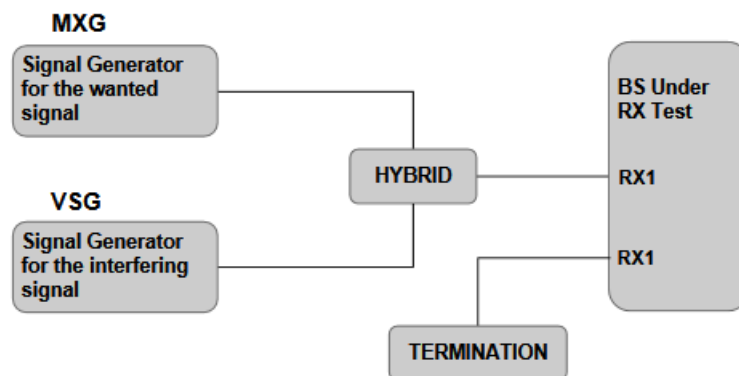 MXG
Signal Generator
for the wanted
signal
BS Under
RX Test
HYBRID
RX1
VSG
Signal Generator
for the interfering
signal
RX1
TERMINATION